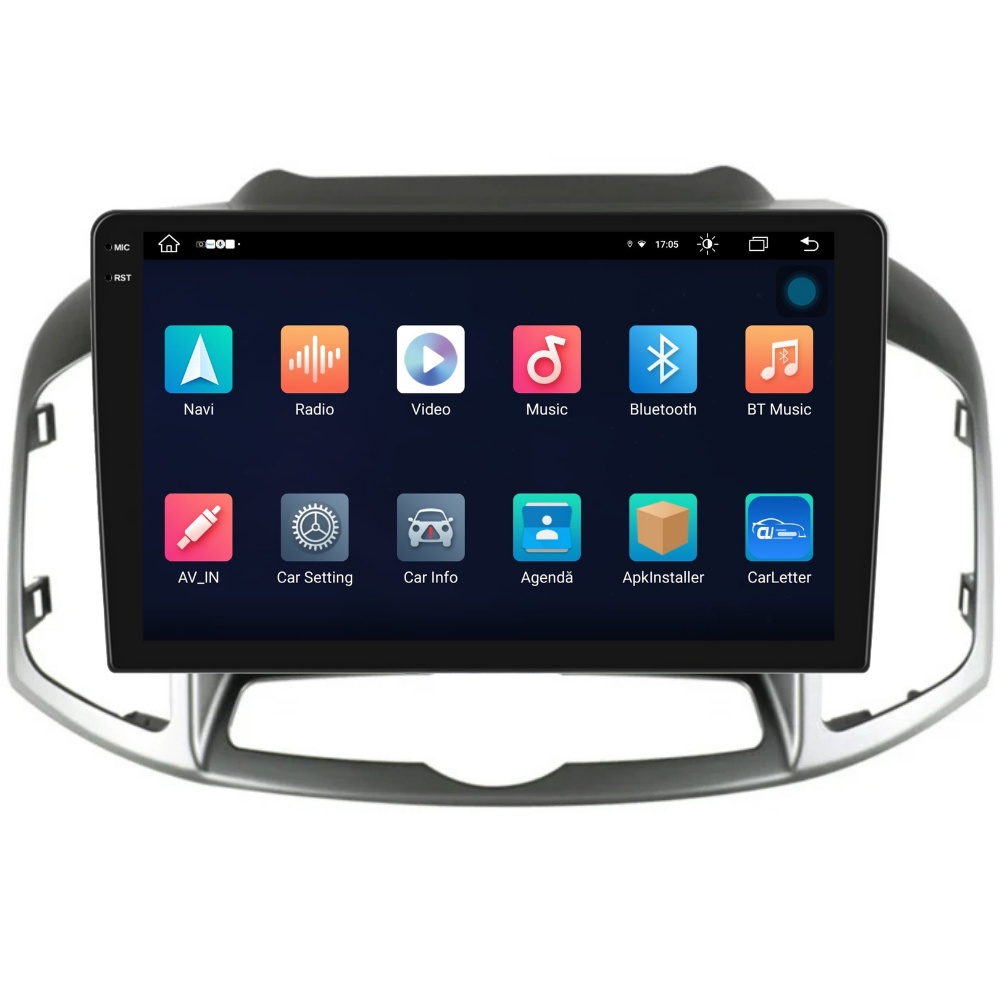 MIC
17:05
RST
Navi
Radio
Video
Music
Bluetooth
BT Music
AV_IN
Car Setting
Car Info
Agendă
ApkInstaller
CarLetter